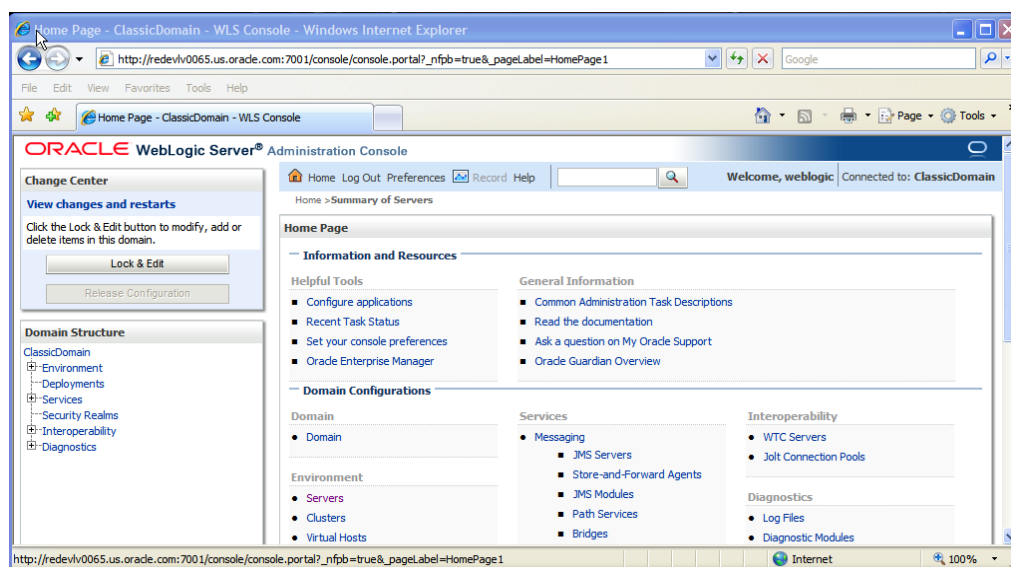 Home Page - ClassicDomain - WLS Console - Windows Internet Explorer
http://redevlv0065.us.oracle.com:7001/console/console.portal?_nfpb=true&_pageLabel=HomePage1
Google
File Edit View Favorites Tools Help
Home Page - ClassicDomain - WLS Console
Page Tools
ORACLE WebLogic Server® Administration Console
Change Center
View changes and restarts
Click the Lock & Edit button to modify, add or
delete items in this domain.
Lock & Edit
Release Configuration
Domain Structure
ClassicDomain
Environment
Deployments
Services
Security Realms
Interoperability
Diagnostics
Home Log Out Preferences Record Help
Welcome, weblogic Connected to: ClassicDomain
Home >Summary of Servers
Home Page
Information and Resources
Helpful Tools
Configure applications
Recent Task Status
Set your console preferences
Oracle Enterprise Manager
General Information
Common Administration Task Descriptions
Read the documentation
Ask a question on My Oracle Support
Oracle Guardian Overview
Domain Configurations
Domain
Domain
Environment
Servers
Clusters
Virtual Hosts
Services
Messaging
JMS Servers
Store-and-Forward Agents
JMS Modules
Path Services
Bridges
Interoperability
WTC Servers
Jolt Connection Pools
Diagnostics
Log Files
Diagnostic Modules
http://redevlv0065.us.oracle.com:7001/console/console.portal?_nfpb=true&_pageLabel=HomePage1
Internet
100%